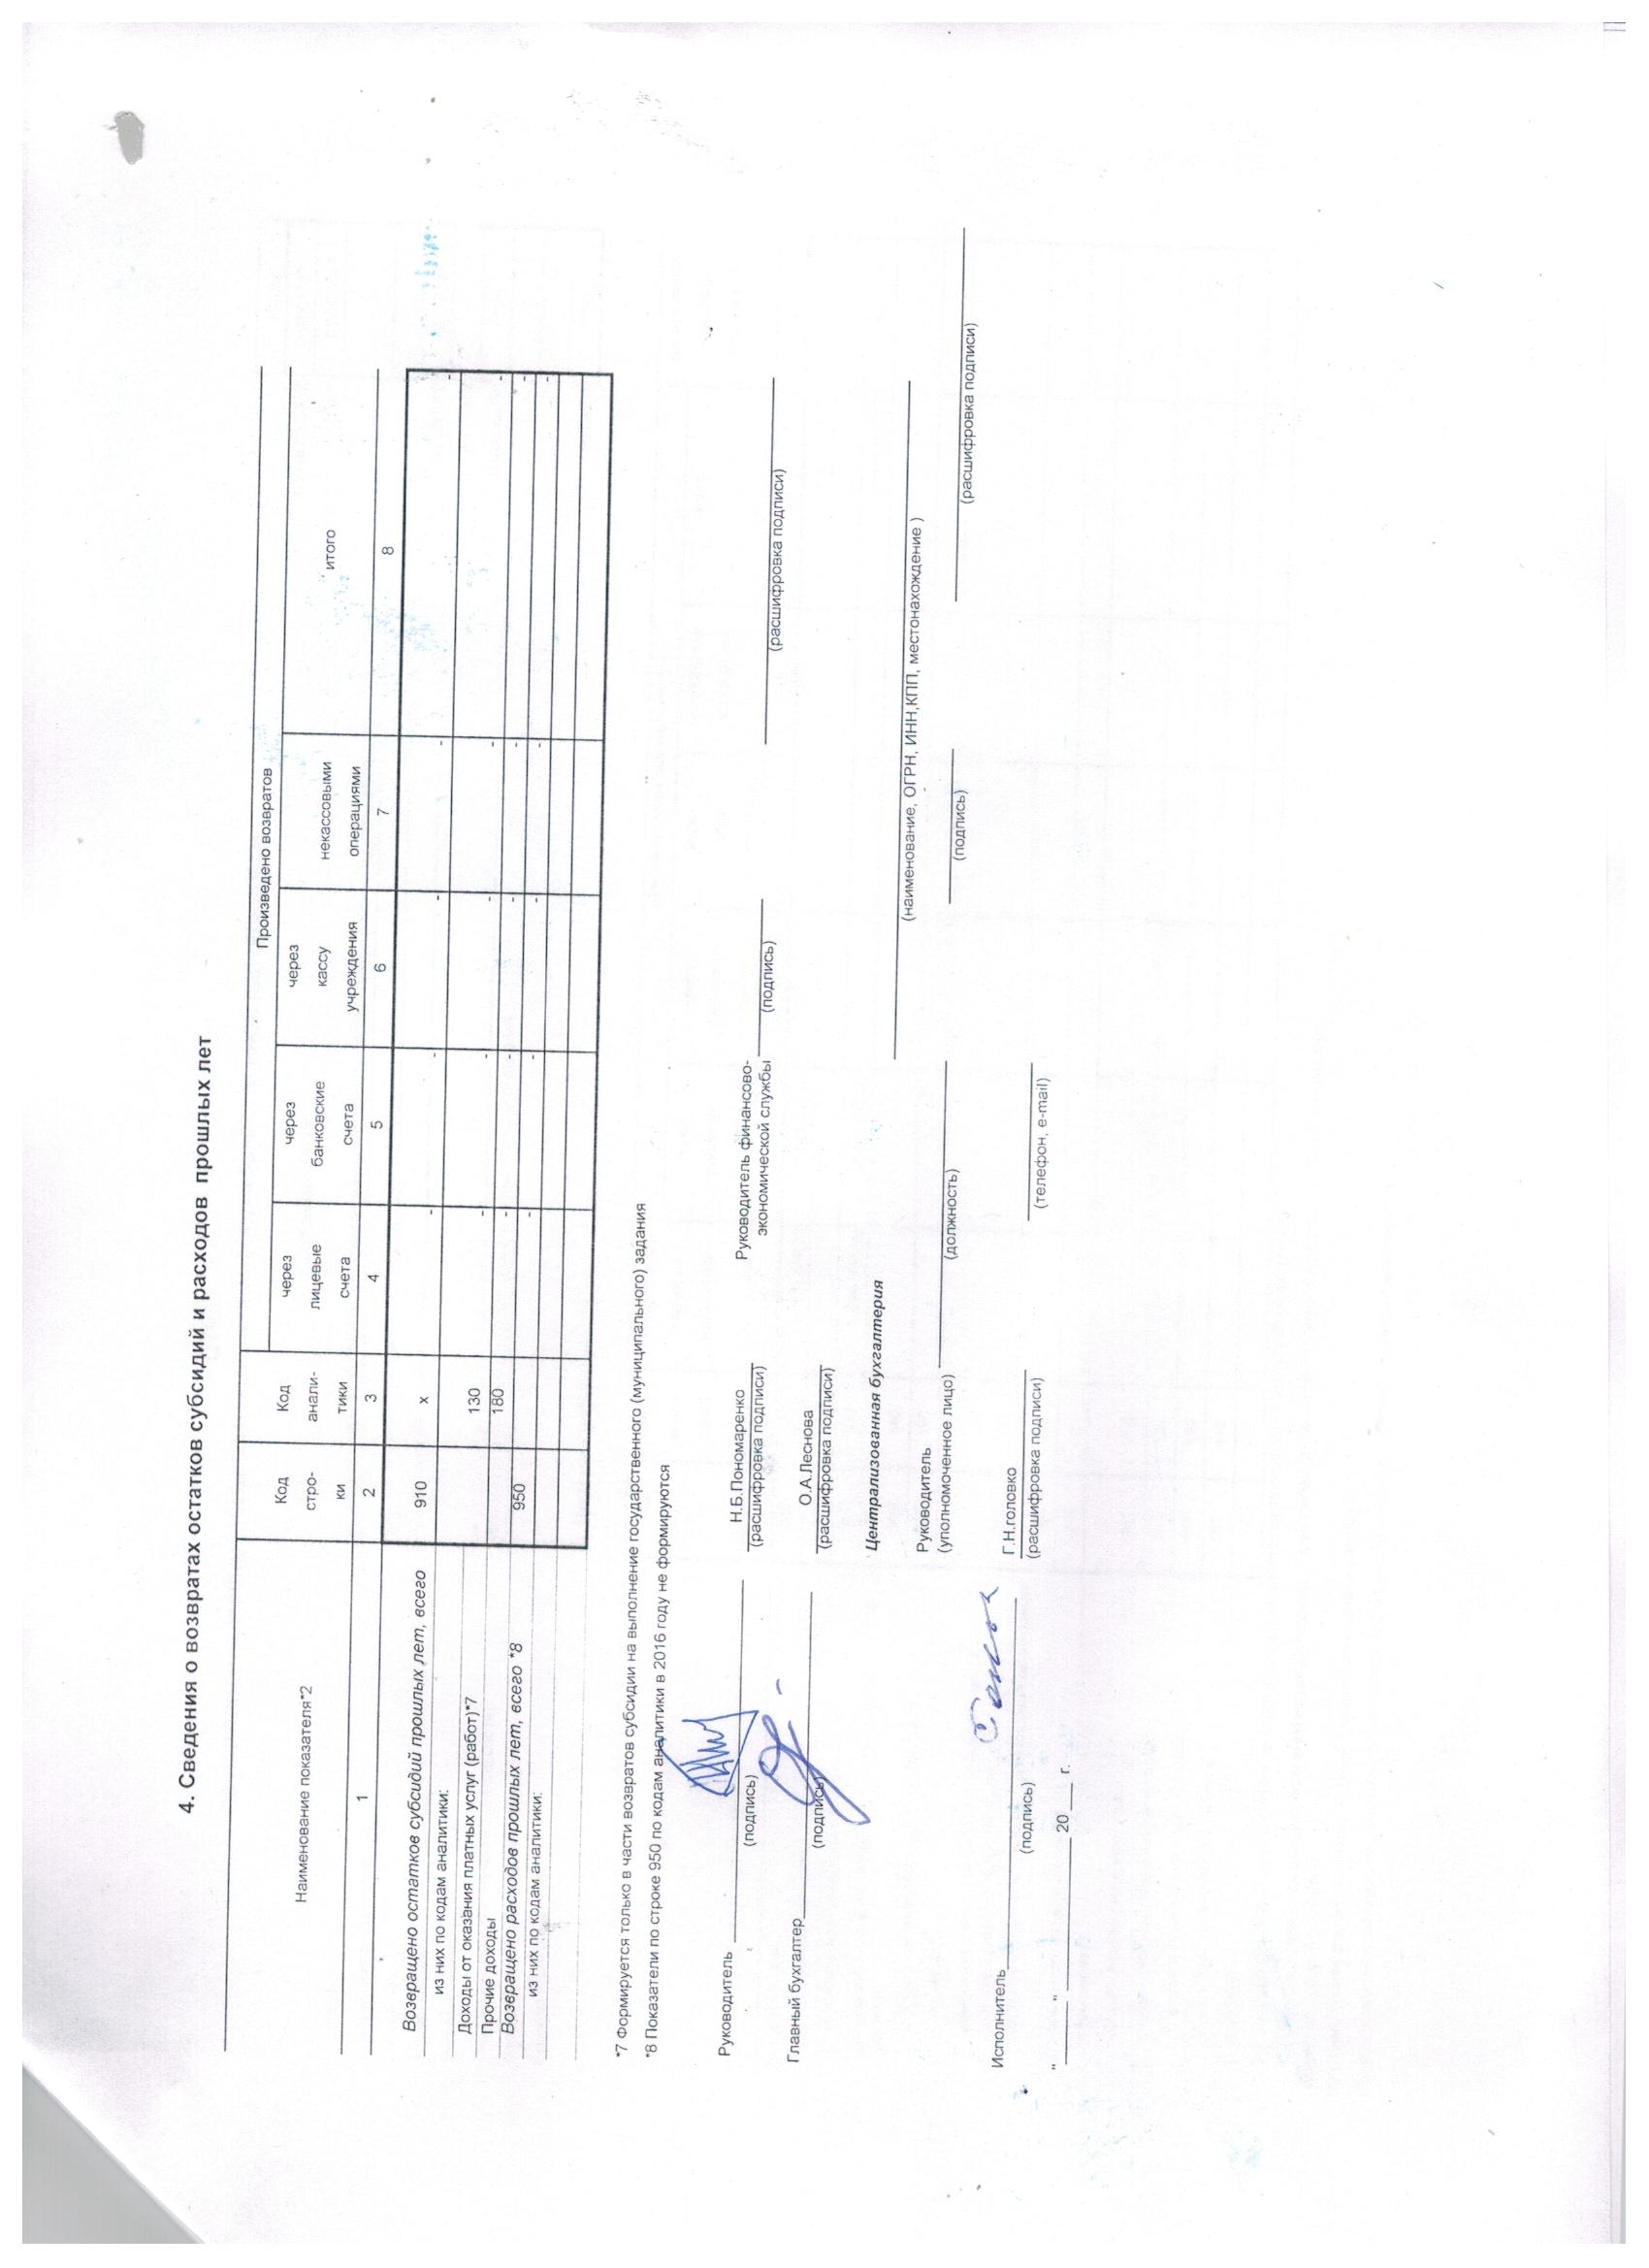 4. Сведения о возвратах остатков субсидий и расходов прошлых лет
Наименование показателя*2
Код стро- ки
Код анали- тики
Произведено возвратов
через лицевые счета
через банковские счета
через кассу учреждения
некассовыми операциями
итого
1 2 3 4 5 6 7 8
Возвращено остатков субсидий прошлых лет, всего 910 х - - - - -
из них по кодам аналитики:
Доходы от оказания платных услуг (работ)*7 130 - - - - -
Прочие доходы 180 - - - - -
Возвращено расходов прошлых лет, всего *8 950 - - - - -
из них по кодам аналитики:
*7 Формируется только в части возвратов субсидии на выполнение государственного (муниципального) задания
*8 Показатели по строке 950 по кодам аналитики в 2016 году не формируются
Руководитель Н.Б.Пономаренко Руководитель финансово-
(подпись) (расшифровка подписи) экономической службы (подпись) (расшифровка подписи)
Главный бухгалтер О.А.Леснова
(подпись) (расшифровка подписи)
Централизованная бухгалтерия
(наименование, ОГРН, ИНН,КПП, местонахождение )
Руководитель
(уполномоченное лицо) (должность) (подпись) (расшифровка подписи)
Исполнитель Г.Н.головко
(подпись) (расшифровка подписи) (телефон, e-mail)
" " 20 г.